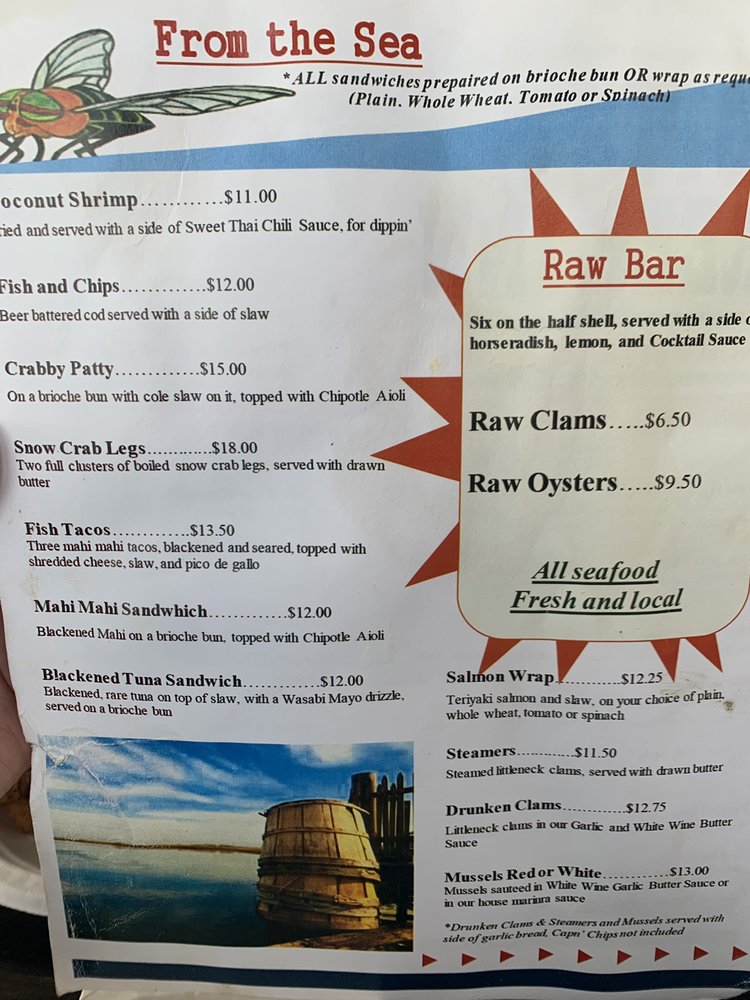 From the Sea
*ALL sandwiches prepaired on brioche bun OR wrap as reque
(Plain. Whole Wheat. Tomato or Spinach)
oconut Shrimp............$11.00
ried and served with a side of Sweet Thai Chili Sauce, for dippin'
Fish and Chips............$12.00
Beer battered cod served with a side of slaw
Crabby Patty............$15.00
On a brioche bun with cole slaw on it, topped with Chipotle Aioli
Snow Crab Legs............$18.00
Two full clusters of boiled snow crab legs, served with drawn
butter
Fish Tacos............$13.50
Three mahi mahi tacos, blackened and seared, topped with
shredded cheese, slaw, and pico de gallo
Mahi Mahi Sandwhich............$12.00
Blackened Mahi on a brioche bun, topped with Chipotle Aioli
Blackened Tuna Sandwich............$12.00
Blackened, rare tuna on top of slaw, with a Wasabi Mayo drizzle,
served on a brioche bun
Raw Bar
Six on the half shell, served with a side o
horseradish, lemon, and Cocktail Sauce
Raw Clams.....$6.50
Raw Oysters.....$9.50
All seafood
Fresh and local
Salmon Wrap............$12.25
Teriyaki salmon and slaw, on your choice of plain,
whole wheat, tomato or spinach
Steamers............$11.50
Steamed littleneck clams, served with drawn butter
Drunken Clams............$12.75
Littleneck clams in our Garlic and White Wine Butter
Sauce
Mussels Red or White............$13.00
Mussels sauteed in White Wine Garlic Butter Sauce or
in our house marinra sauce
*Drunken Clams & Steamers and Mussels served with
side of garlic bread, Capn' Chips not included